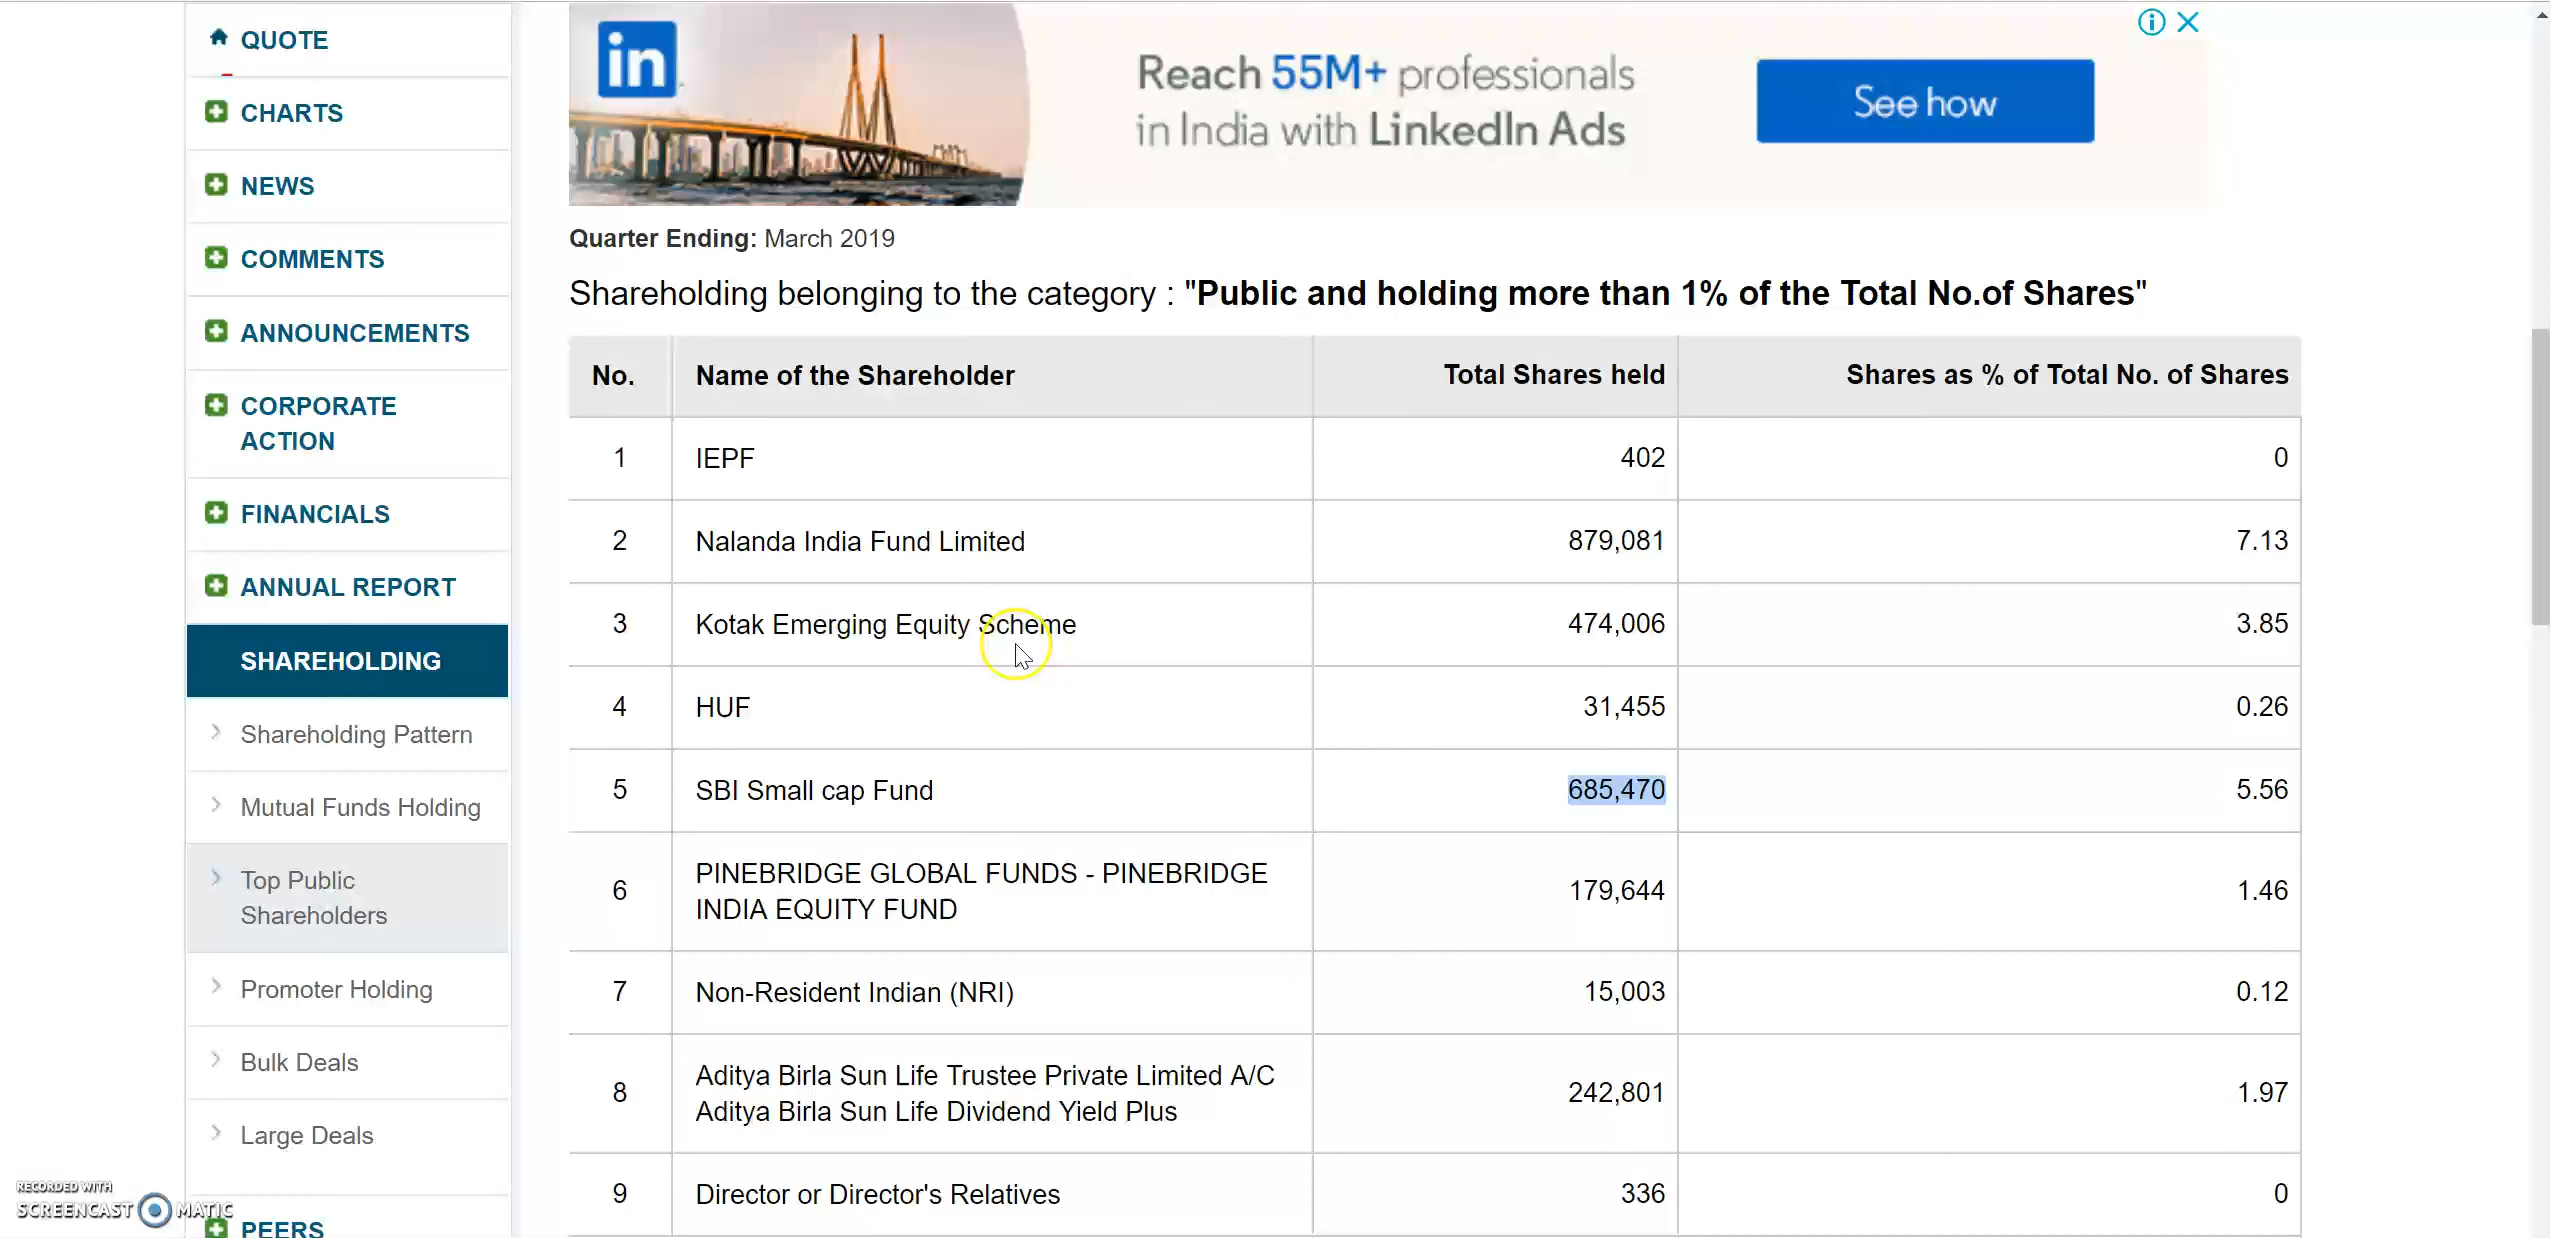 QUOTE
CHARTS
NEWS
COMMENTS
ANNOUNCEMENTS
CORPORATE
ACTION
FINANCIALS
ANNUAL REPORT
SHAREHOLDING
Shareholding Pattern
Mutual Funds Holding
Top Public
Shareholders
Promoter Holding
Bulk Deals
Large Deals
PEERS
in
Reach 55M+ professionals
in India with LinkedIn Ads
See how
Quarter Ending: March 2019
Shareholding belonging to the category : "Public and holding more than 1% of the Total No.of Shares"
No. Name of the Shareholder Total Shares held Shares as % of Total No. of Shares
1 IEPF 402 0
2 Nalanda India Fund Limited 879,081 7.13
3 Kotak Emerging Equity Scheme 474,006 3.85
4 HUF 31,455 0.26
5 SBI Small cap Fund 685,470 5.56
6 PINEBRIDGE GLOBAL FUNDS - PINEBRIDGE
INDIA EQUITY FUND 179,644 1.46
7 Non-Resident Indian (NRI) 15,003 0.12
8 Aditya Birla Sun Life Trustee Private Limited A/C
Aditya Birla Sun Life Dividend Yield Plus 242,801 1.97
9 Director or Director's Relatives 336 0
RECORDED WITH
SCREENCAST MATIC